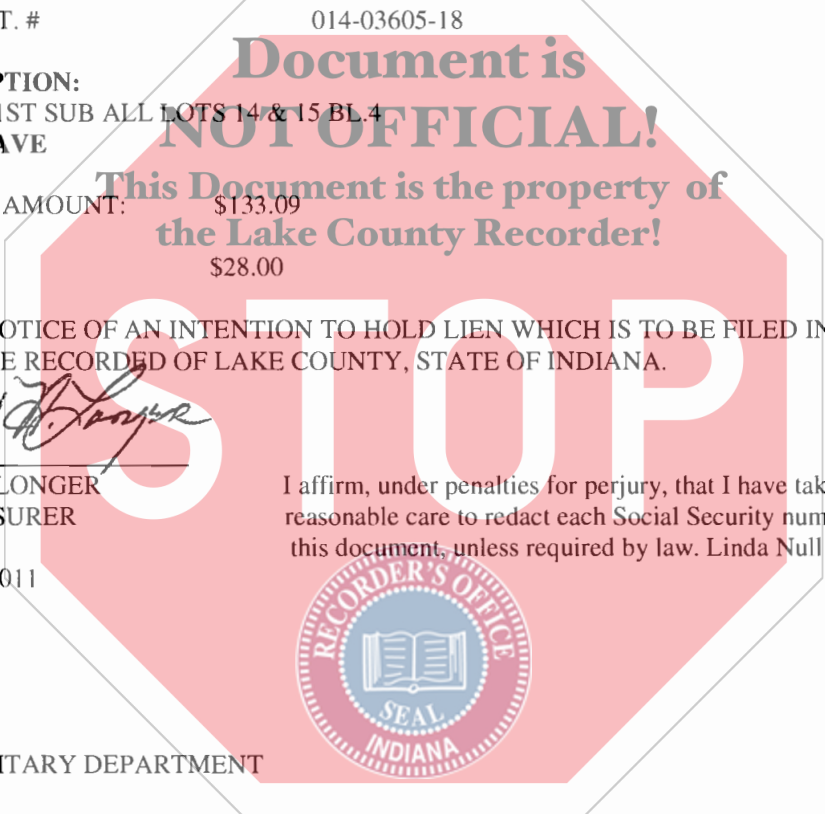 T. # 014-03605-18
Document is
PTION:
1ST SUB ALL LOTS 14 & 15 BL.4
NOT OFFICIAL!
AVE
This Document is the property of
AMOUNT: $133.09
the Lake County Recorder!
$28.00
OTICE OF AN INTENTION TO HOLD LIEN WHICH IS TO BE FILED IN
E RECORDED OF LAKE COUNTY, STATE OF INDIANA.
STOP
LONGER I affirm, under penalties for perjury, that I have tak
SURER reasonable care to redact each Social Security num
this document, unless required by law. Linda Null
011
RECORDER'S OFFICE
SEAL
INDIANA
ITARY DEPARTMENT